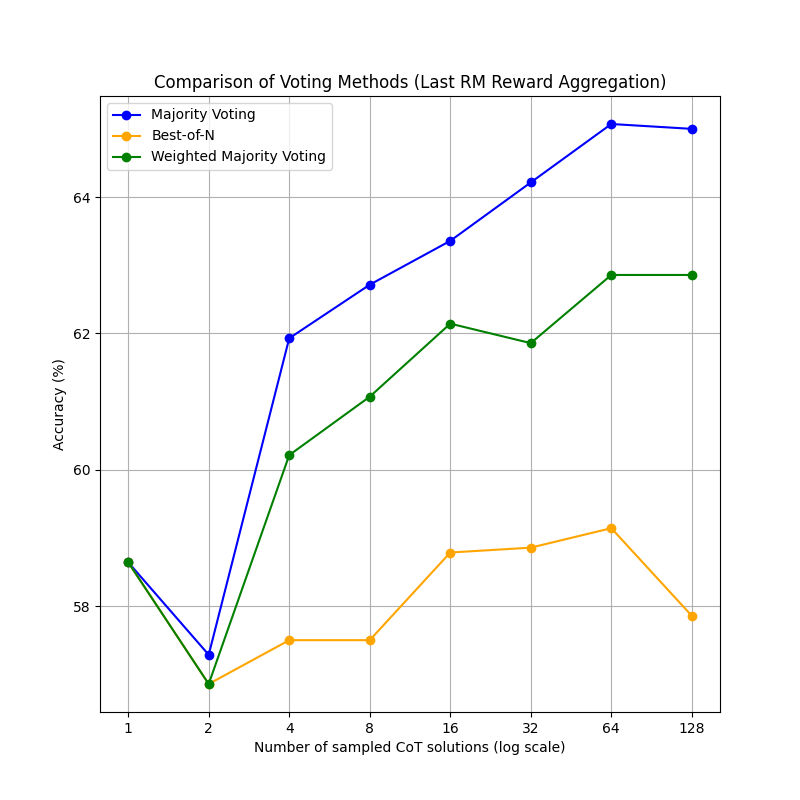 Comparison of Voting Methods (Last RM Reward Aggregation)
Majority Voting
Best-of-N
Weighted Majority Voting
64
62
60
58
Accuracy (%)
1 2 4 8 16 32 64 128
Number of sampled CoT solutions (log scale)